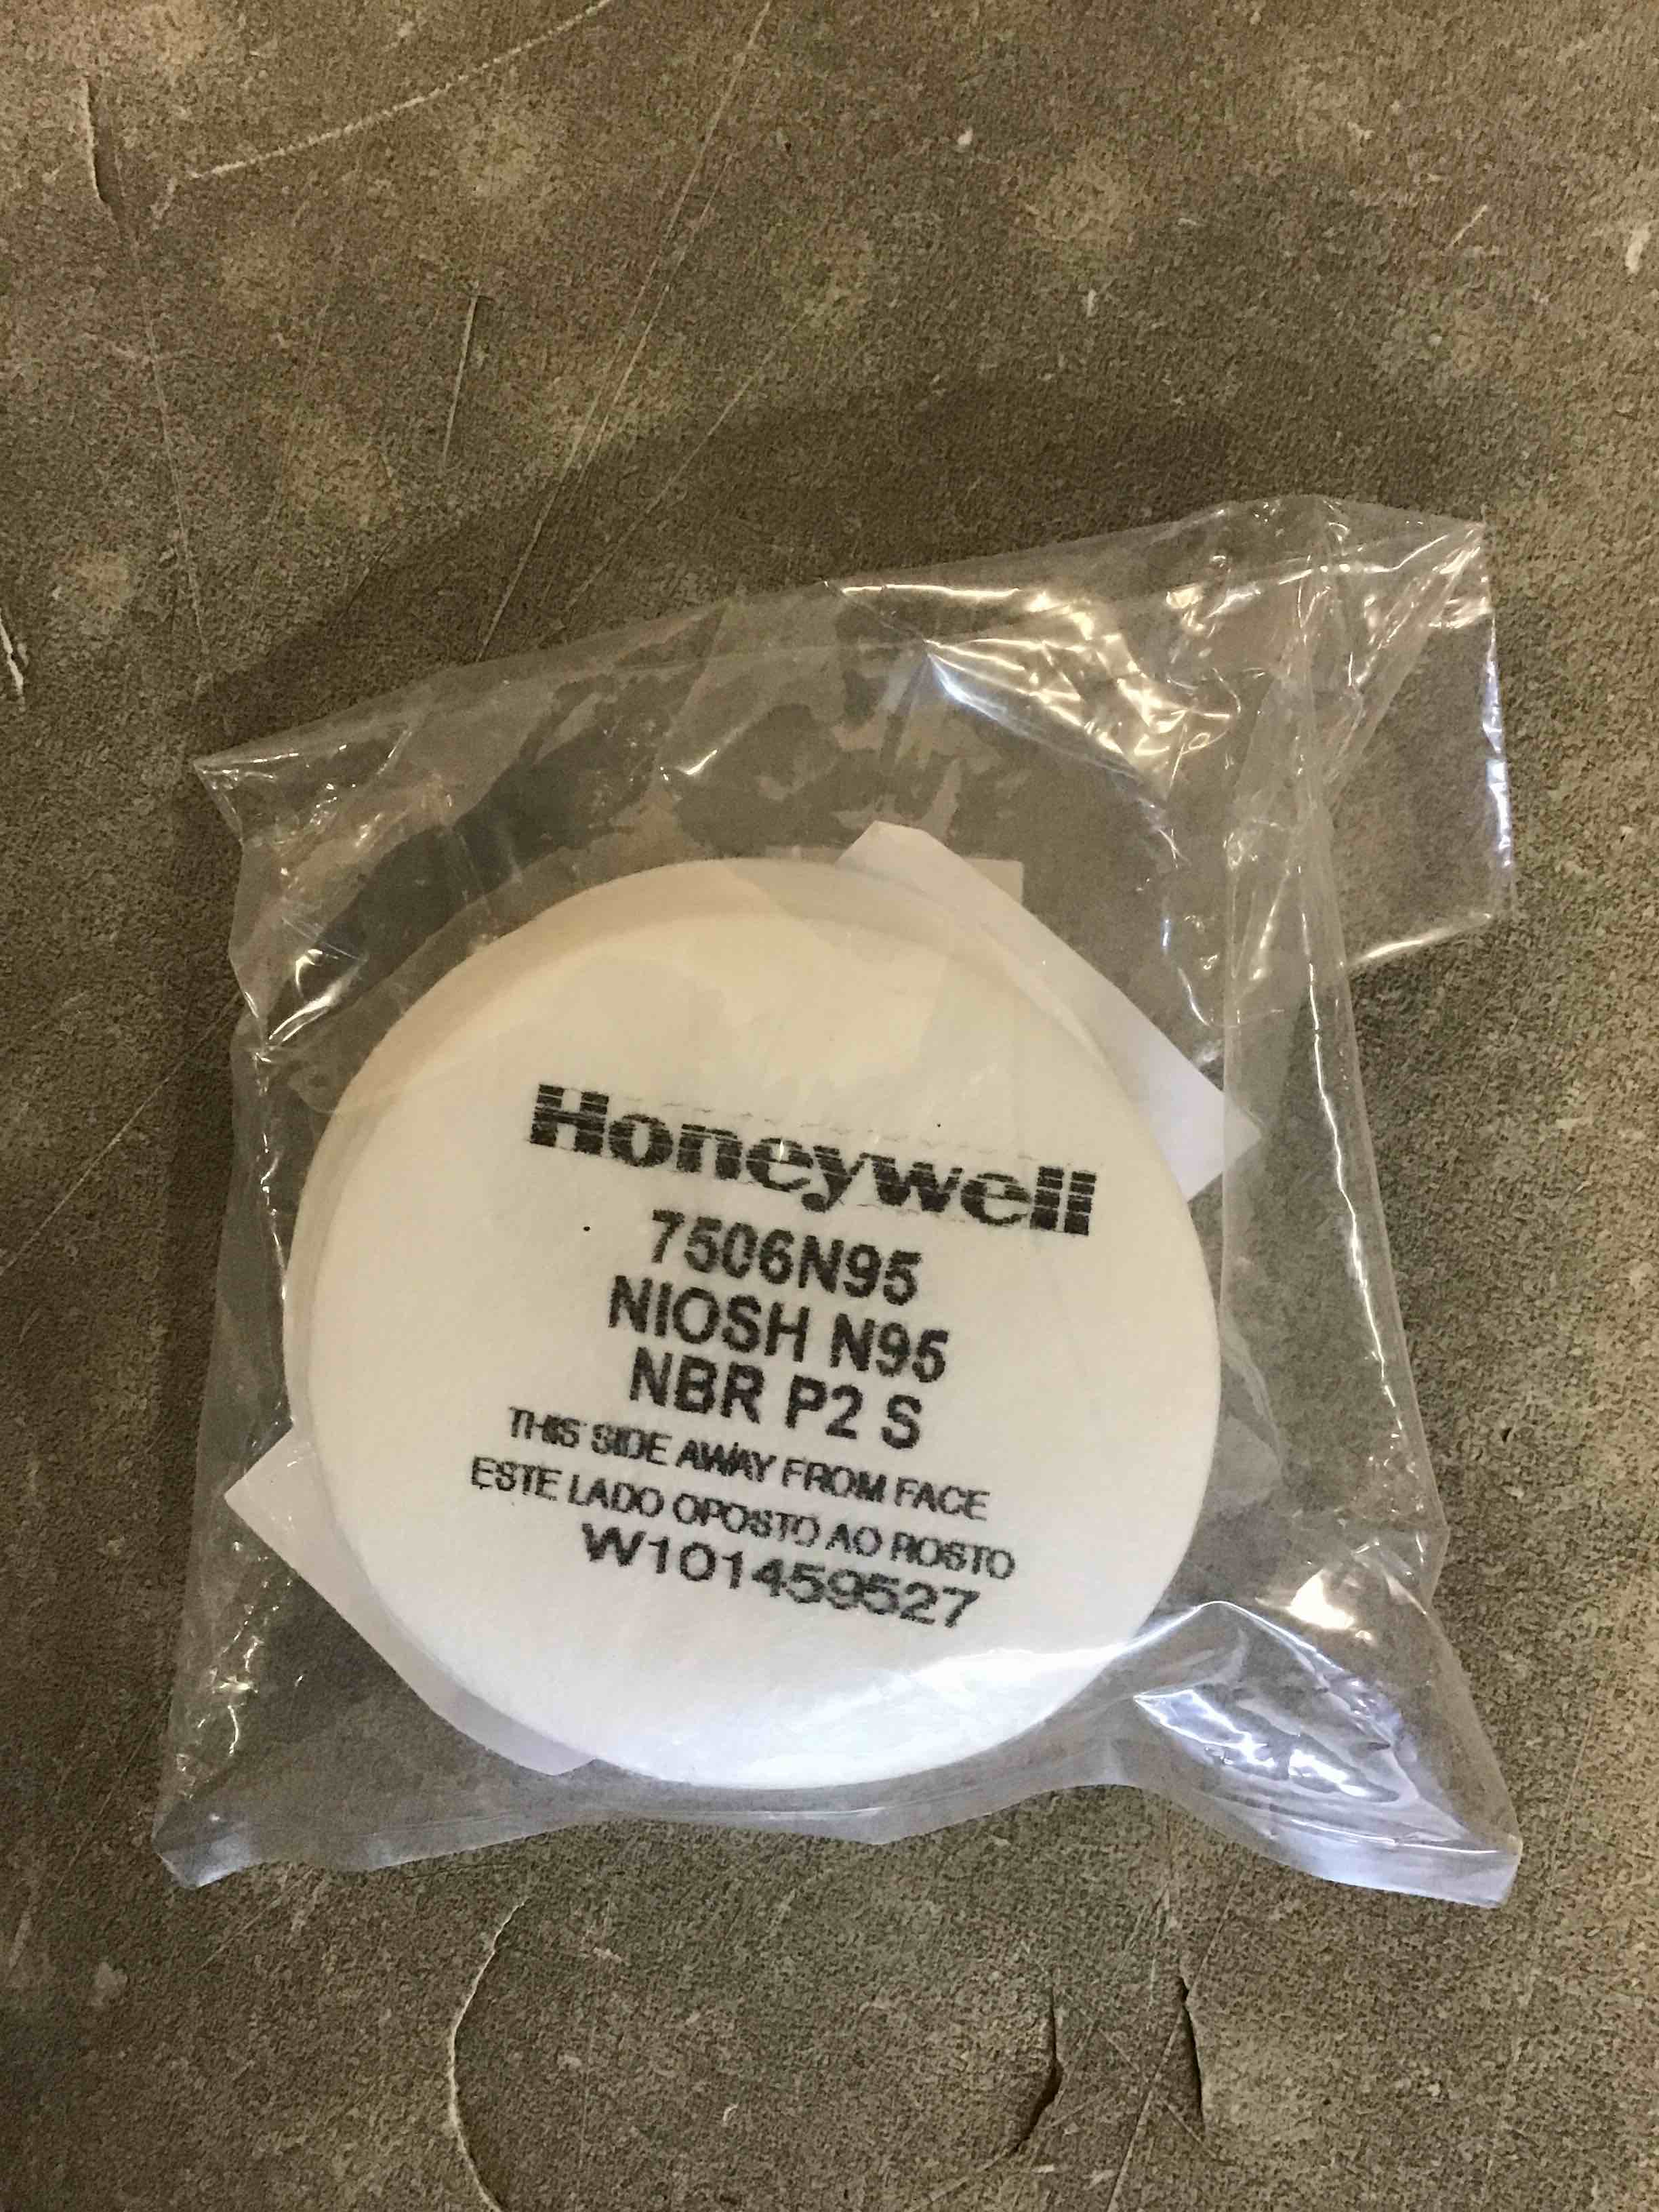 Honeywell
7506N95
NIOSH N95
NBR P2 S
THIS SIDE AWAY FROM FACE
ESTE LADO OPOSTO AO ROSTO
W101459527